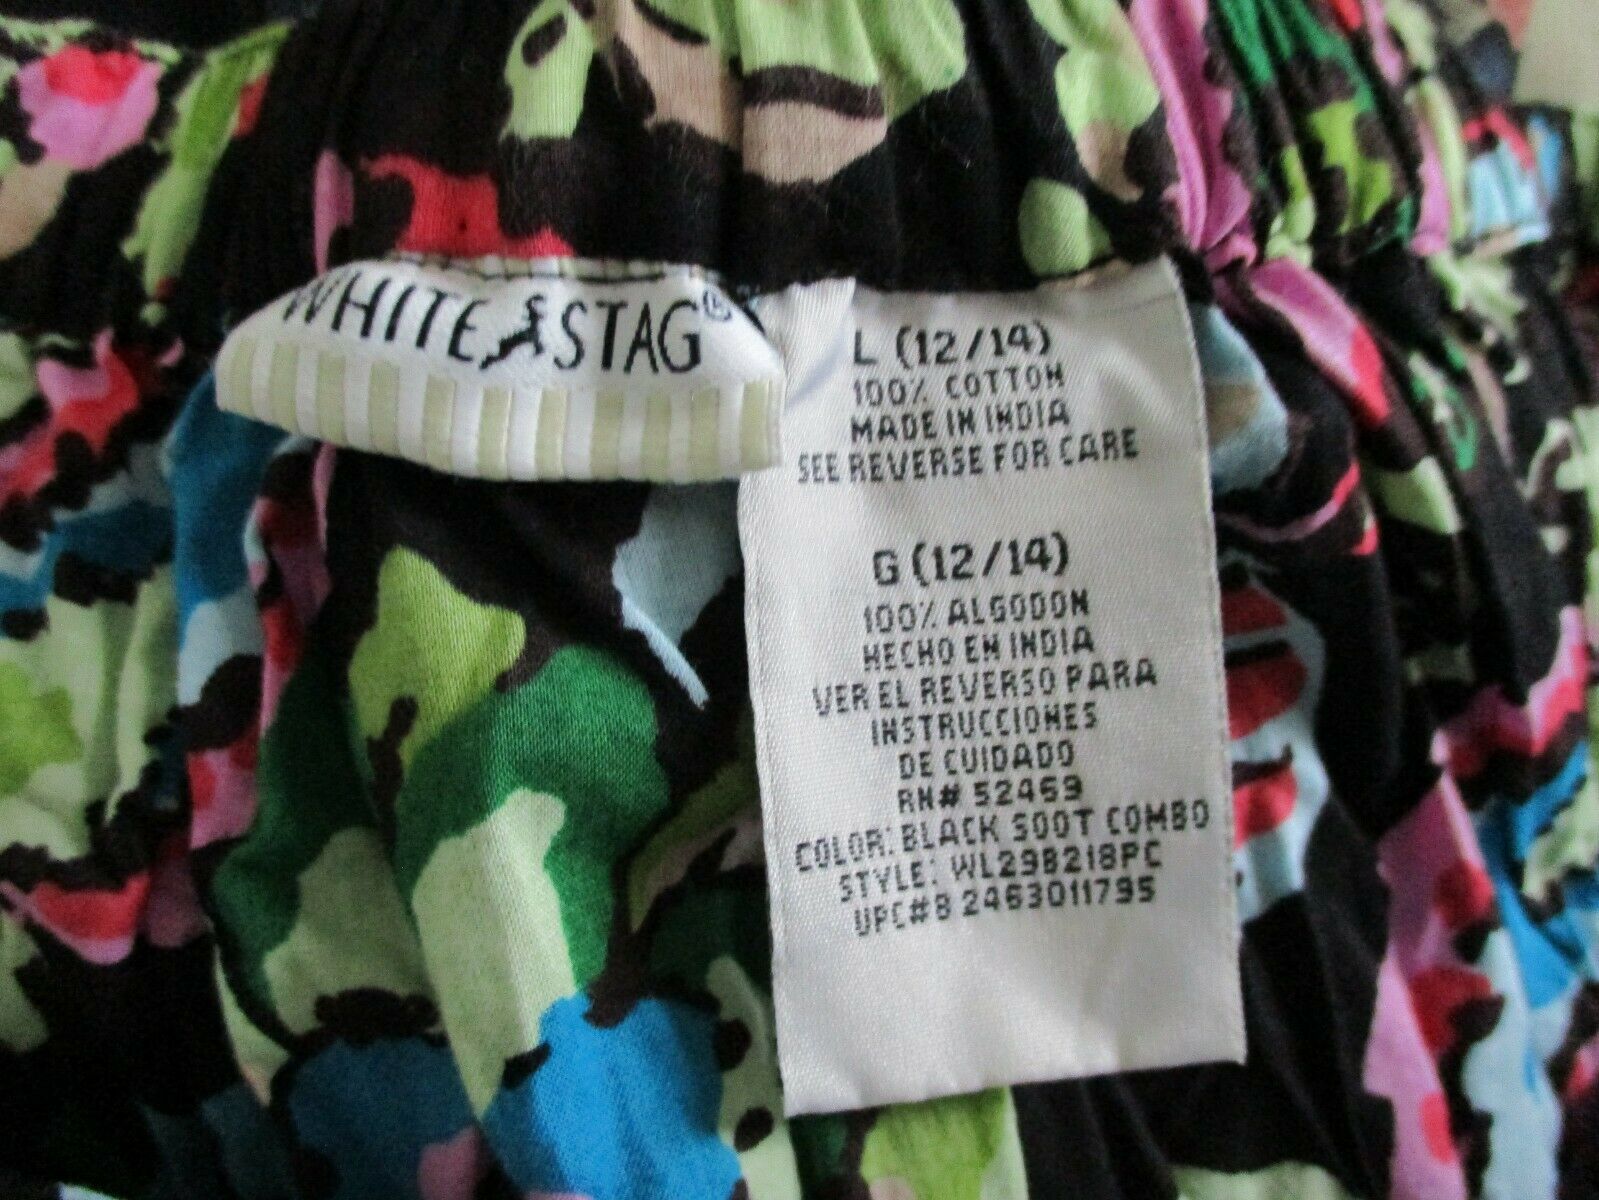 WHITE STAG®
L (12/14)
100% COTTON
MADE IN INDIA
SEE REVERSE FOR CARE
G (12/14)
100% ALGODON
HECHO EN INDIA
VER EL REVERSO PARA
INSTRUCCIONES
DE CUIDADO
RN# 52469
COLOR: BLACK SOOT COMBO
STYLE: WL29B218PC
UPC#8 2463011795